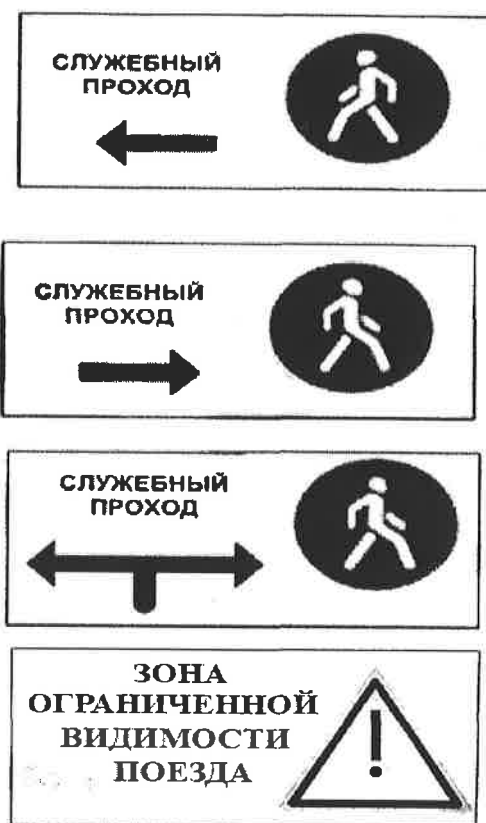 СЛУЖЕБНЫЙ
ПРОХОД
СЛУЖЕБНЫЙ
ПРОХОД
СЛУЖЕБНЫЙ
ПРОХОД
ЗОНА
ОГРАНИЧЕННОЙ
ВИДИМОСТИ
ПОЕЗДА
!